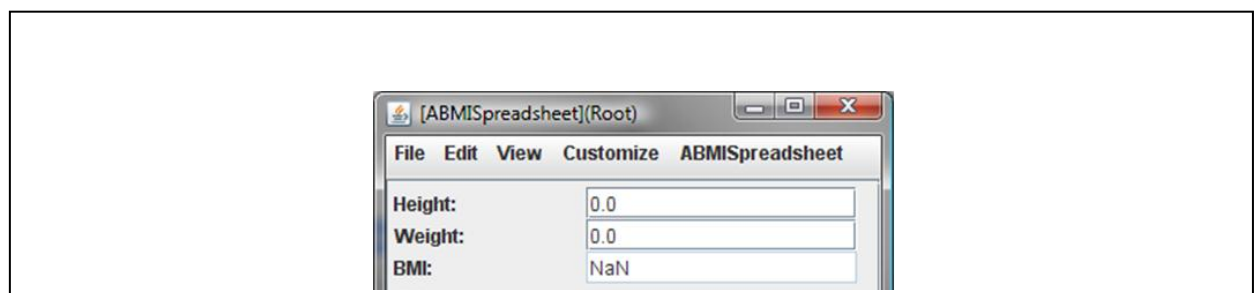 [ABMISpreadsheet](Root)
File Edit View Customize ABMISpreadsheet
Height: 0.0
Weight: 0.0
BMI: NaN